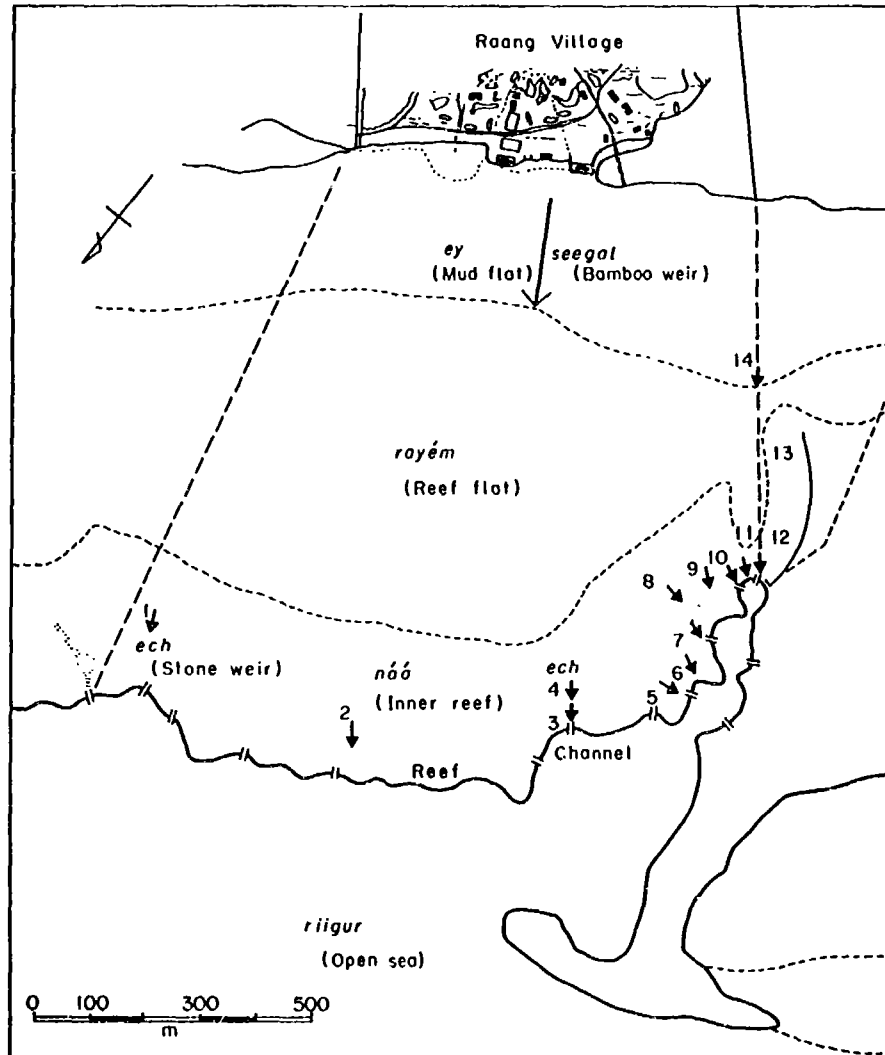 Raang Village
ey
(Mud flat)
seegal
(Bamboo weir)
14
rayém
(Reef flat)
13
12
11
10
9
8
7
6
5
1
ech
(Stone weir)
nóó
(Inner reef)
ech
4
3
2
Channel
Reef
riigur
(Open sea)
0 100 300 500
m